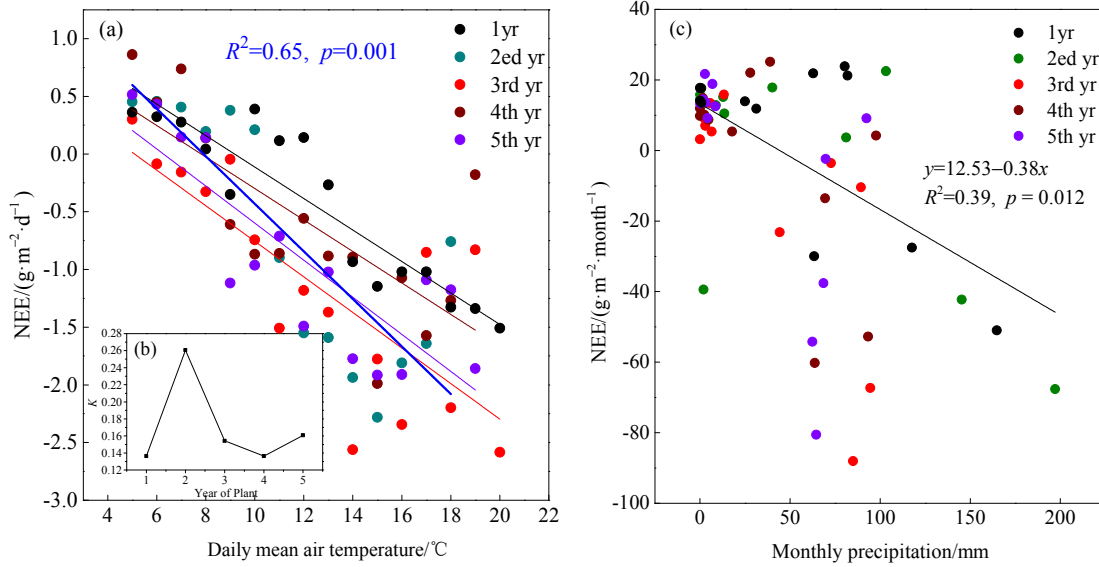 (a)
1yr
2ed yr
3rd yr
4th yr
5th yr
R²=0.65, p=0.001
1.0
0.5
0.0
-0.5
-1.0
-1.5
-2.0
-2.5
-3.0
NEE/(g·m⁻²·d⁻¹)
4 6 8 10 12 14 16 18 20 22
Daily mean air temperature/℃
(b)
0.28
0.26
0.24
0.22
0.20
0.18
0.16
0.14
0.12
K
1 2 3 4 5
Year of Plant
(c)
1yr
2ed yr
3rd yr
4th yr
5th yr
y=12.53–0.38x
R²=0.39, p = 0.012
40
20
0
-20
-40
-60
-80
-100
NEE/(g·m⁻²·month⁻¹)
0 50 100 150 200
Monthly precipitation/mm